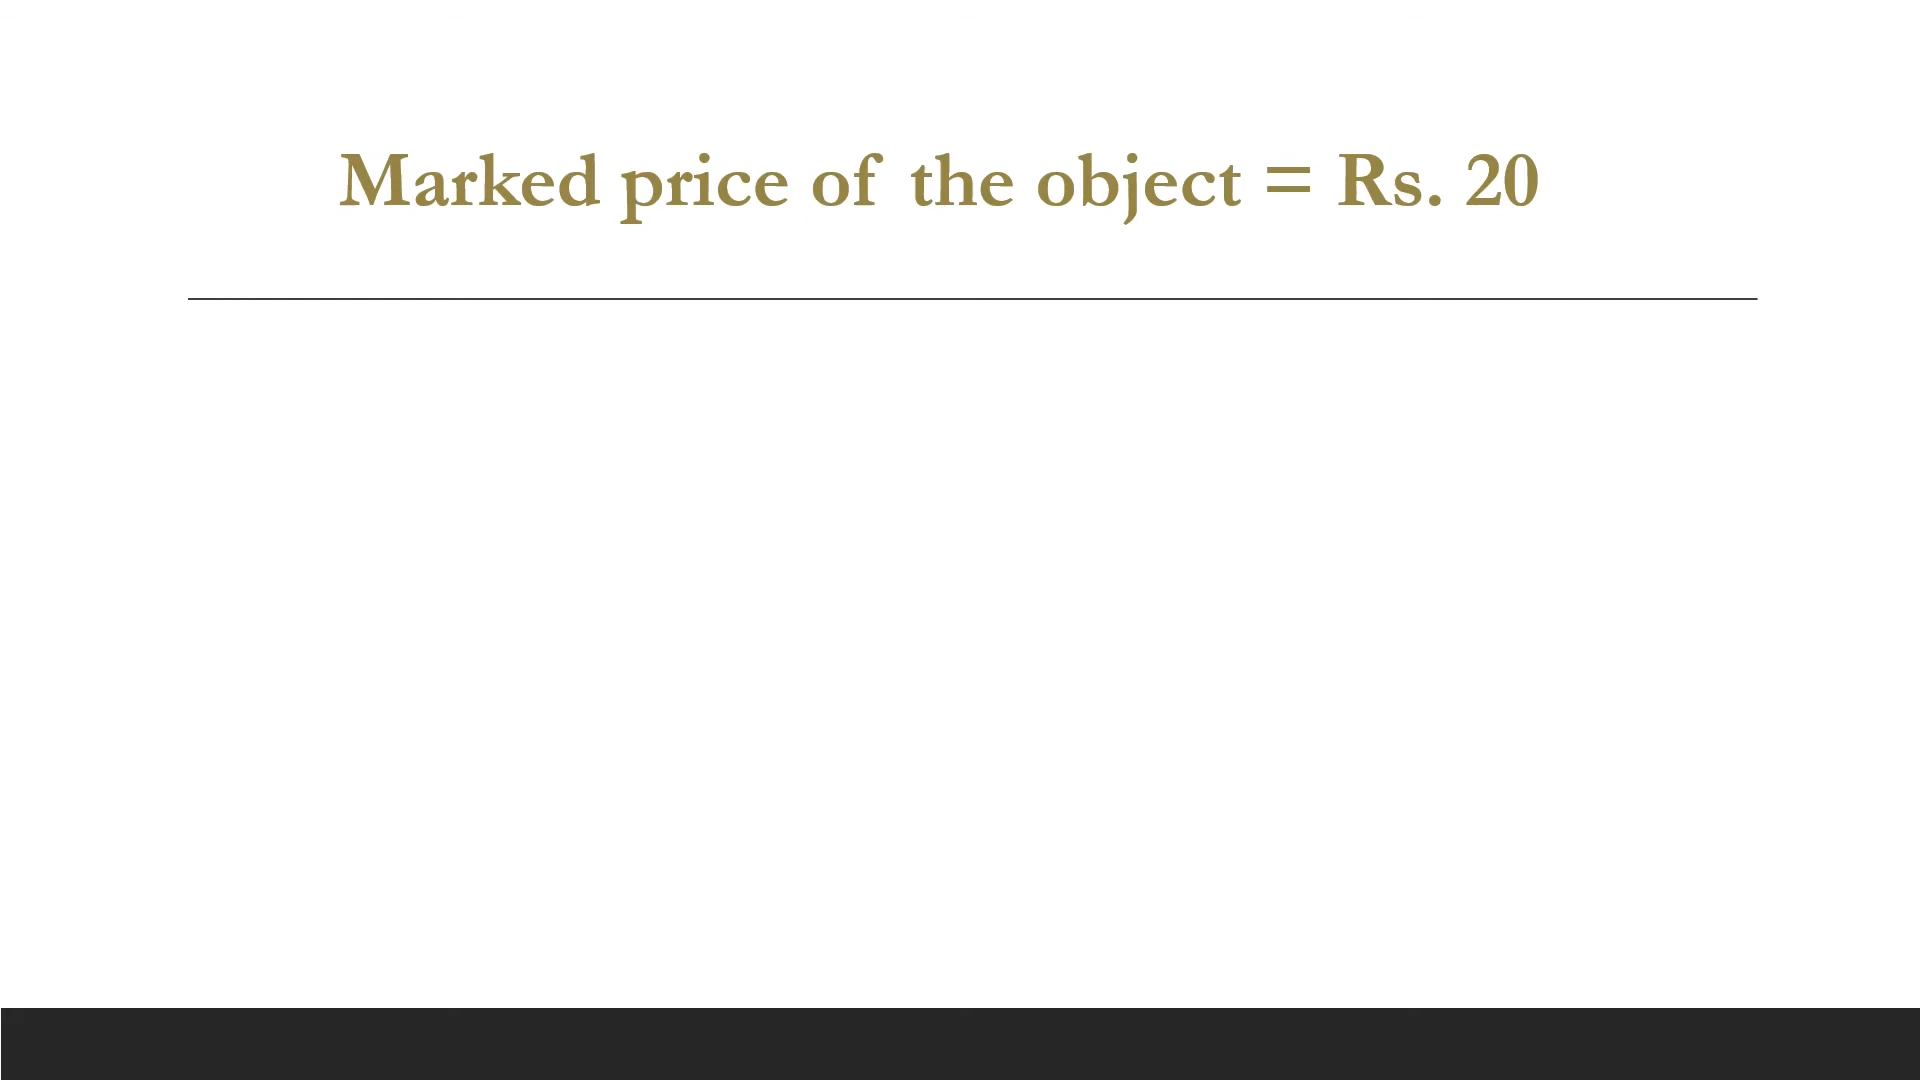 Marked price of the object = Rs. 20